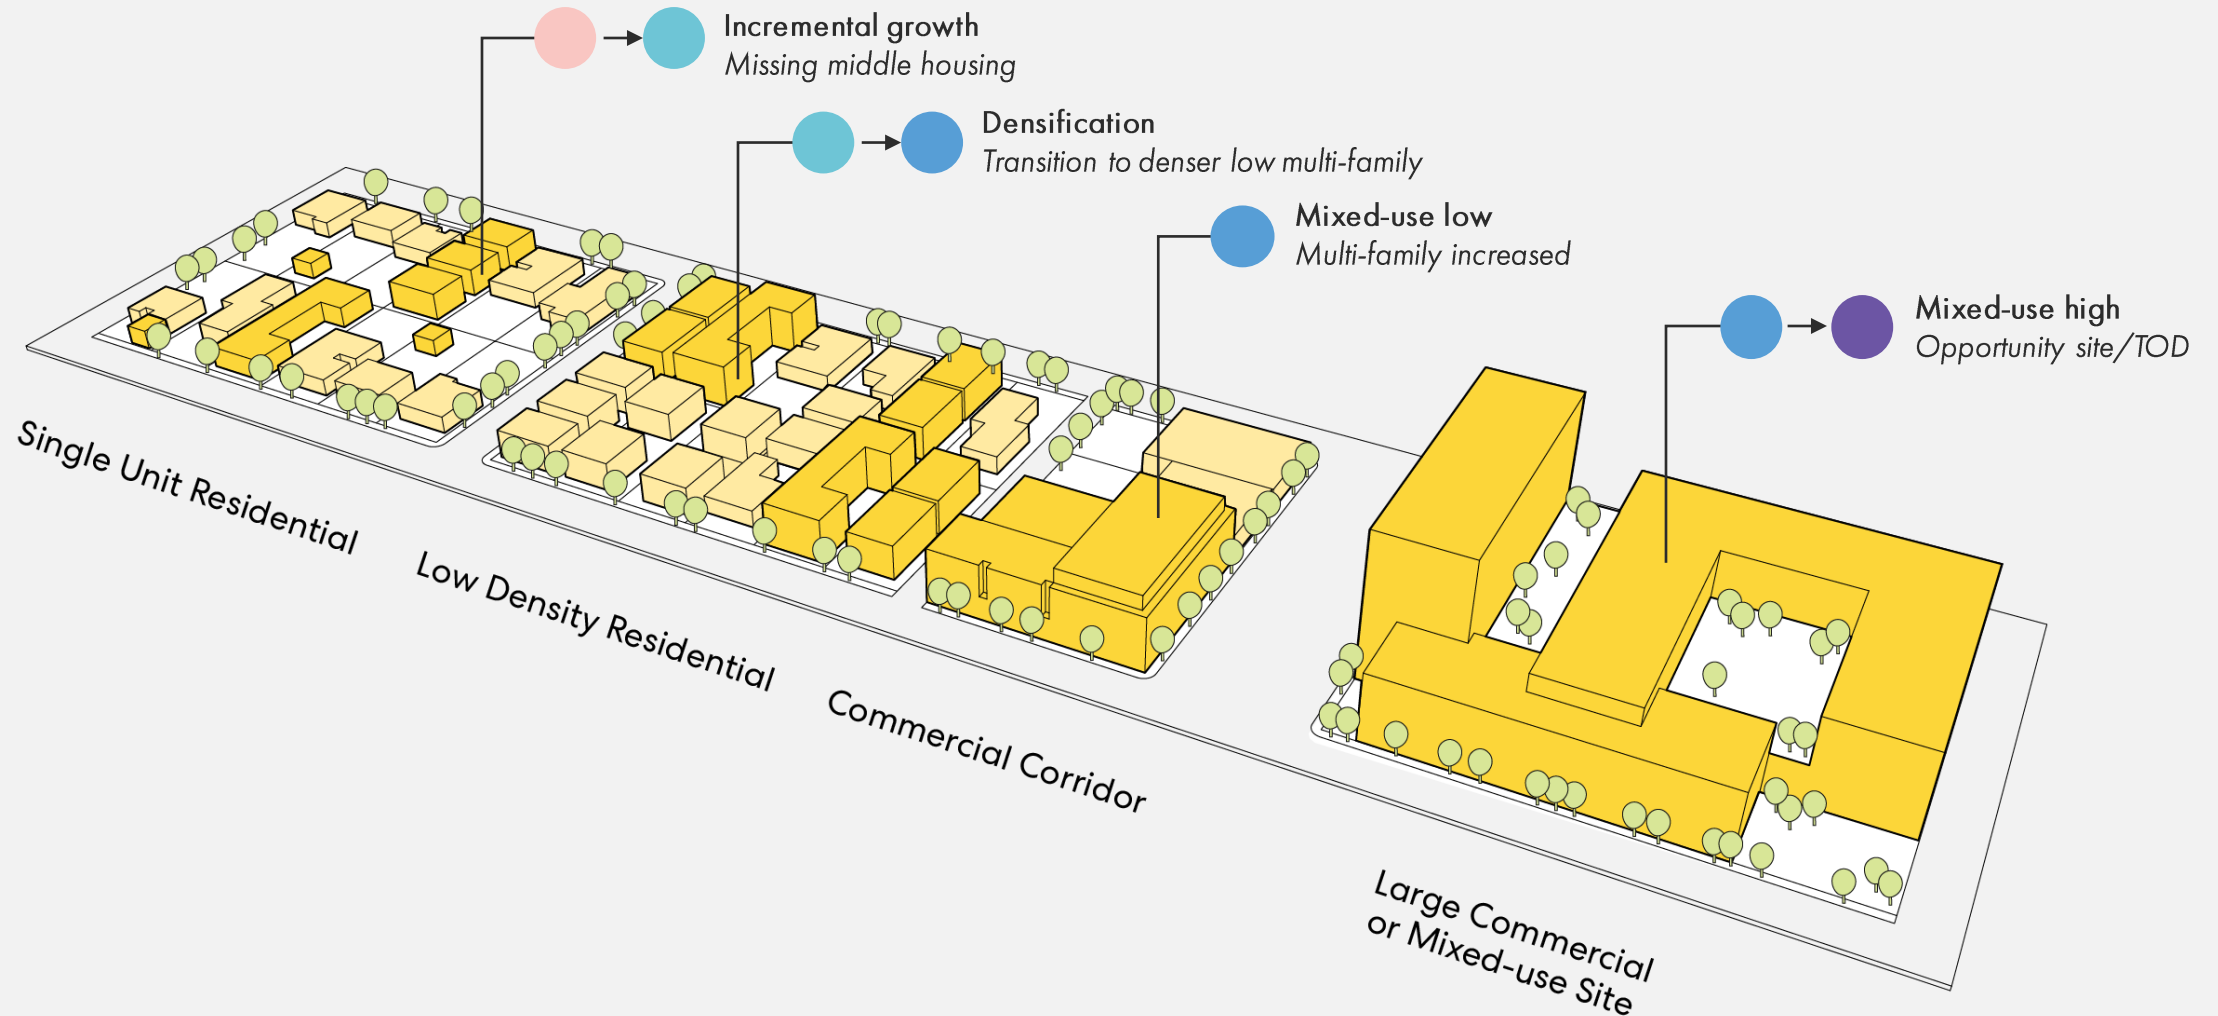 Incremental growth
Missing middle housing
Densification
Transition to denser low multi-family
Mixed-use low
Multi-family increased
Mixed-use high
Opportunity site/TOD
Single Unit Residential
Low Density Residential
Commercial Corridor
Large Commercial
or Mixed-use Site